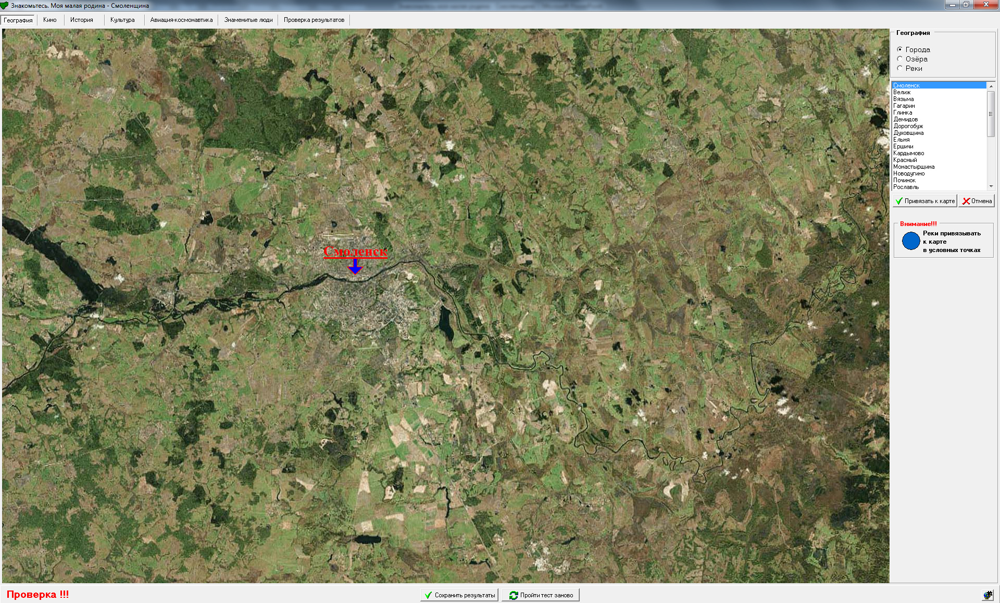 Знакомьтесь. Моя малая родина - Смоленщина
География
Кино
История
Культура
Авиация-космонавтика
Знаменитые люди
Проверка результатов
География
Города
Озёра
Реки
Смоленск
Велиж
Вязьма
Гагарин
Глинка
Демидов
Дорогобуж
Духовщина
Ельня
Ершичи
Кардымово
Красный
Монастырщина
Новодугино
Починок
Рославль
Привязать к карте
Отмена
Внимание!!!
Реки привязывать
к карте
в условных точках
Смоленск
Проверка !!!
Сохранить результаты
Пройти тест заново